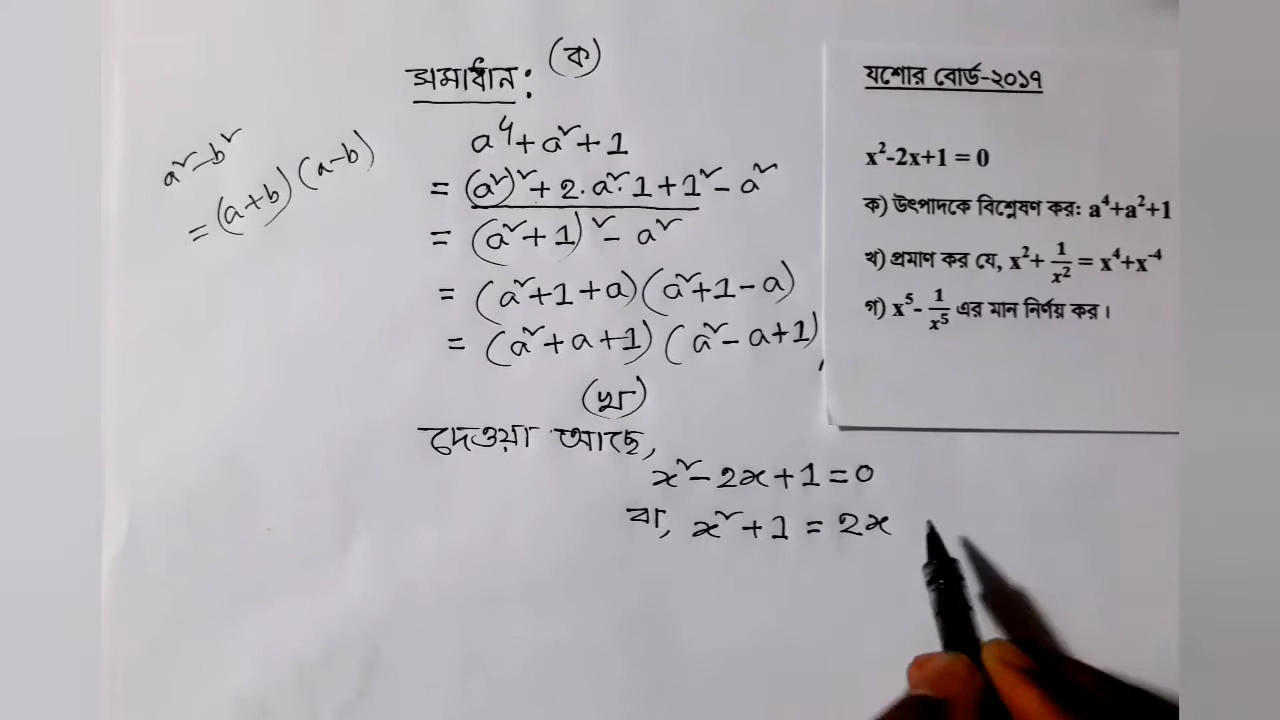 সমাধান: (ক)
a⁴+a²+1
= (a²)²+2.a².1+1²-a²
= (a²+1)²-a²
= (a²+1+a)(a²+1-a)
= (a²+a+1)(a²-a+1),
(খ)
দেওয়া আছে,
x²-2x+1=0
বা, x²+1=2x
a²-b²
=(a+b)(a-b)
যশোর বোর্ড-২০১৭
x²-2x+1 = 0
ক) উৎপাদকে বিশ্লেষণ কর: a⁴+a²+1
খ) প্রমাণ কর যে, x²+ 1/x² = x⁴+x⁻⁴
গ) x⁵- 1/x⁵ এর মান নির্ণয় কর।